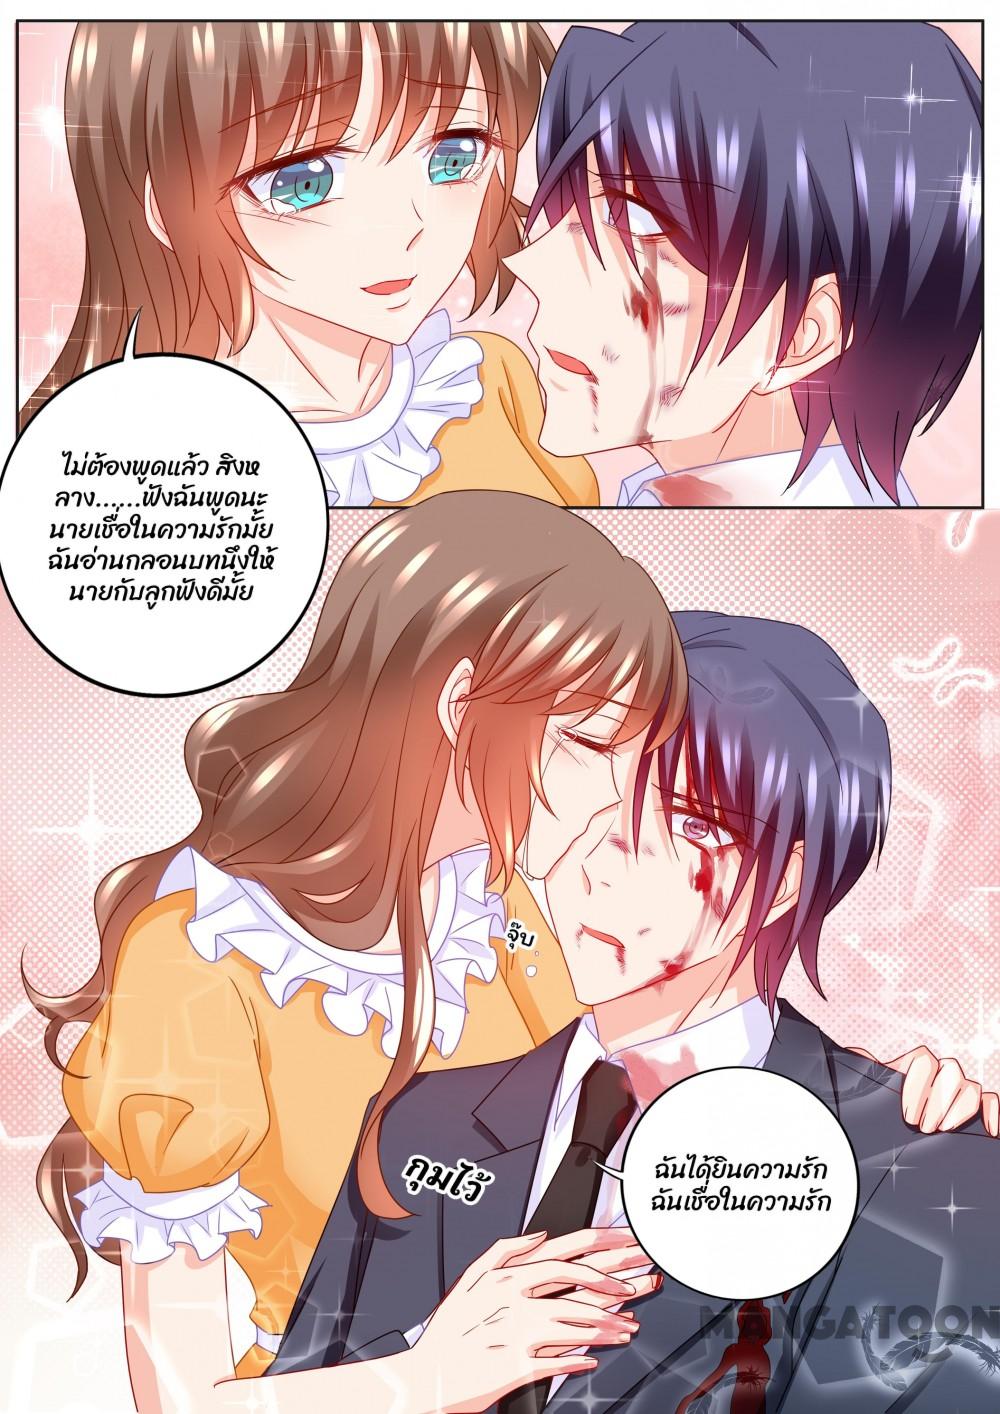 ไม่ต้องพูดแล้ว สิงห
ลาง......ฟังฉันพูดนะ
นายเชื่อในความรักมั้ย
ฉันอ่านกลอนบทนึงให้
นายกับลูกฟังดีมั้ย
จุ๊บ
กุมไว้
ฉันได้ยินความรัก
ฉันเชื่อในความรัก
MANGATOON